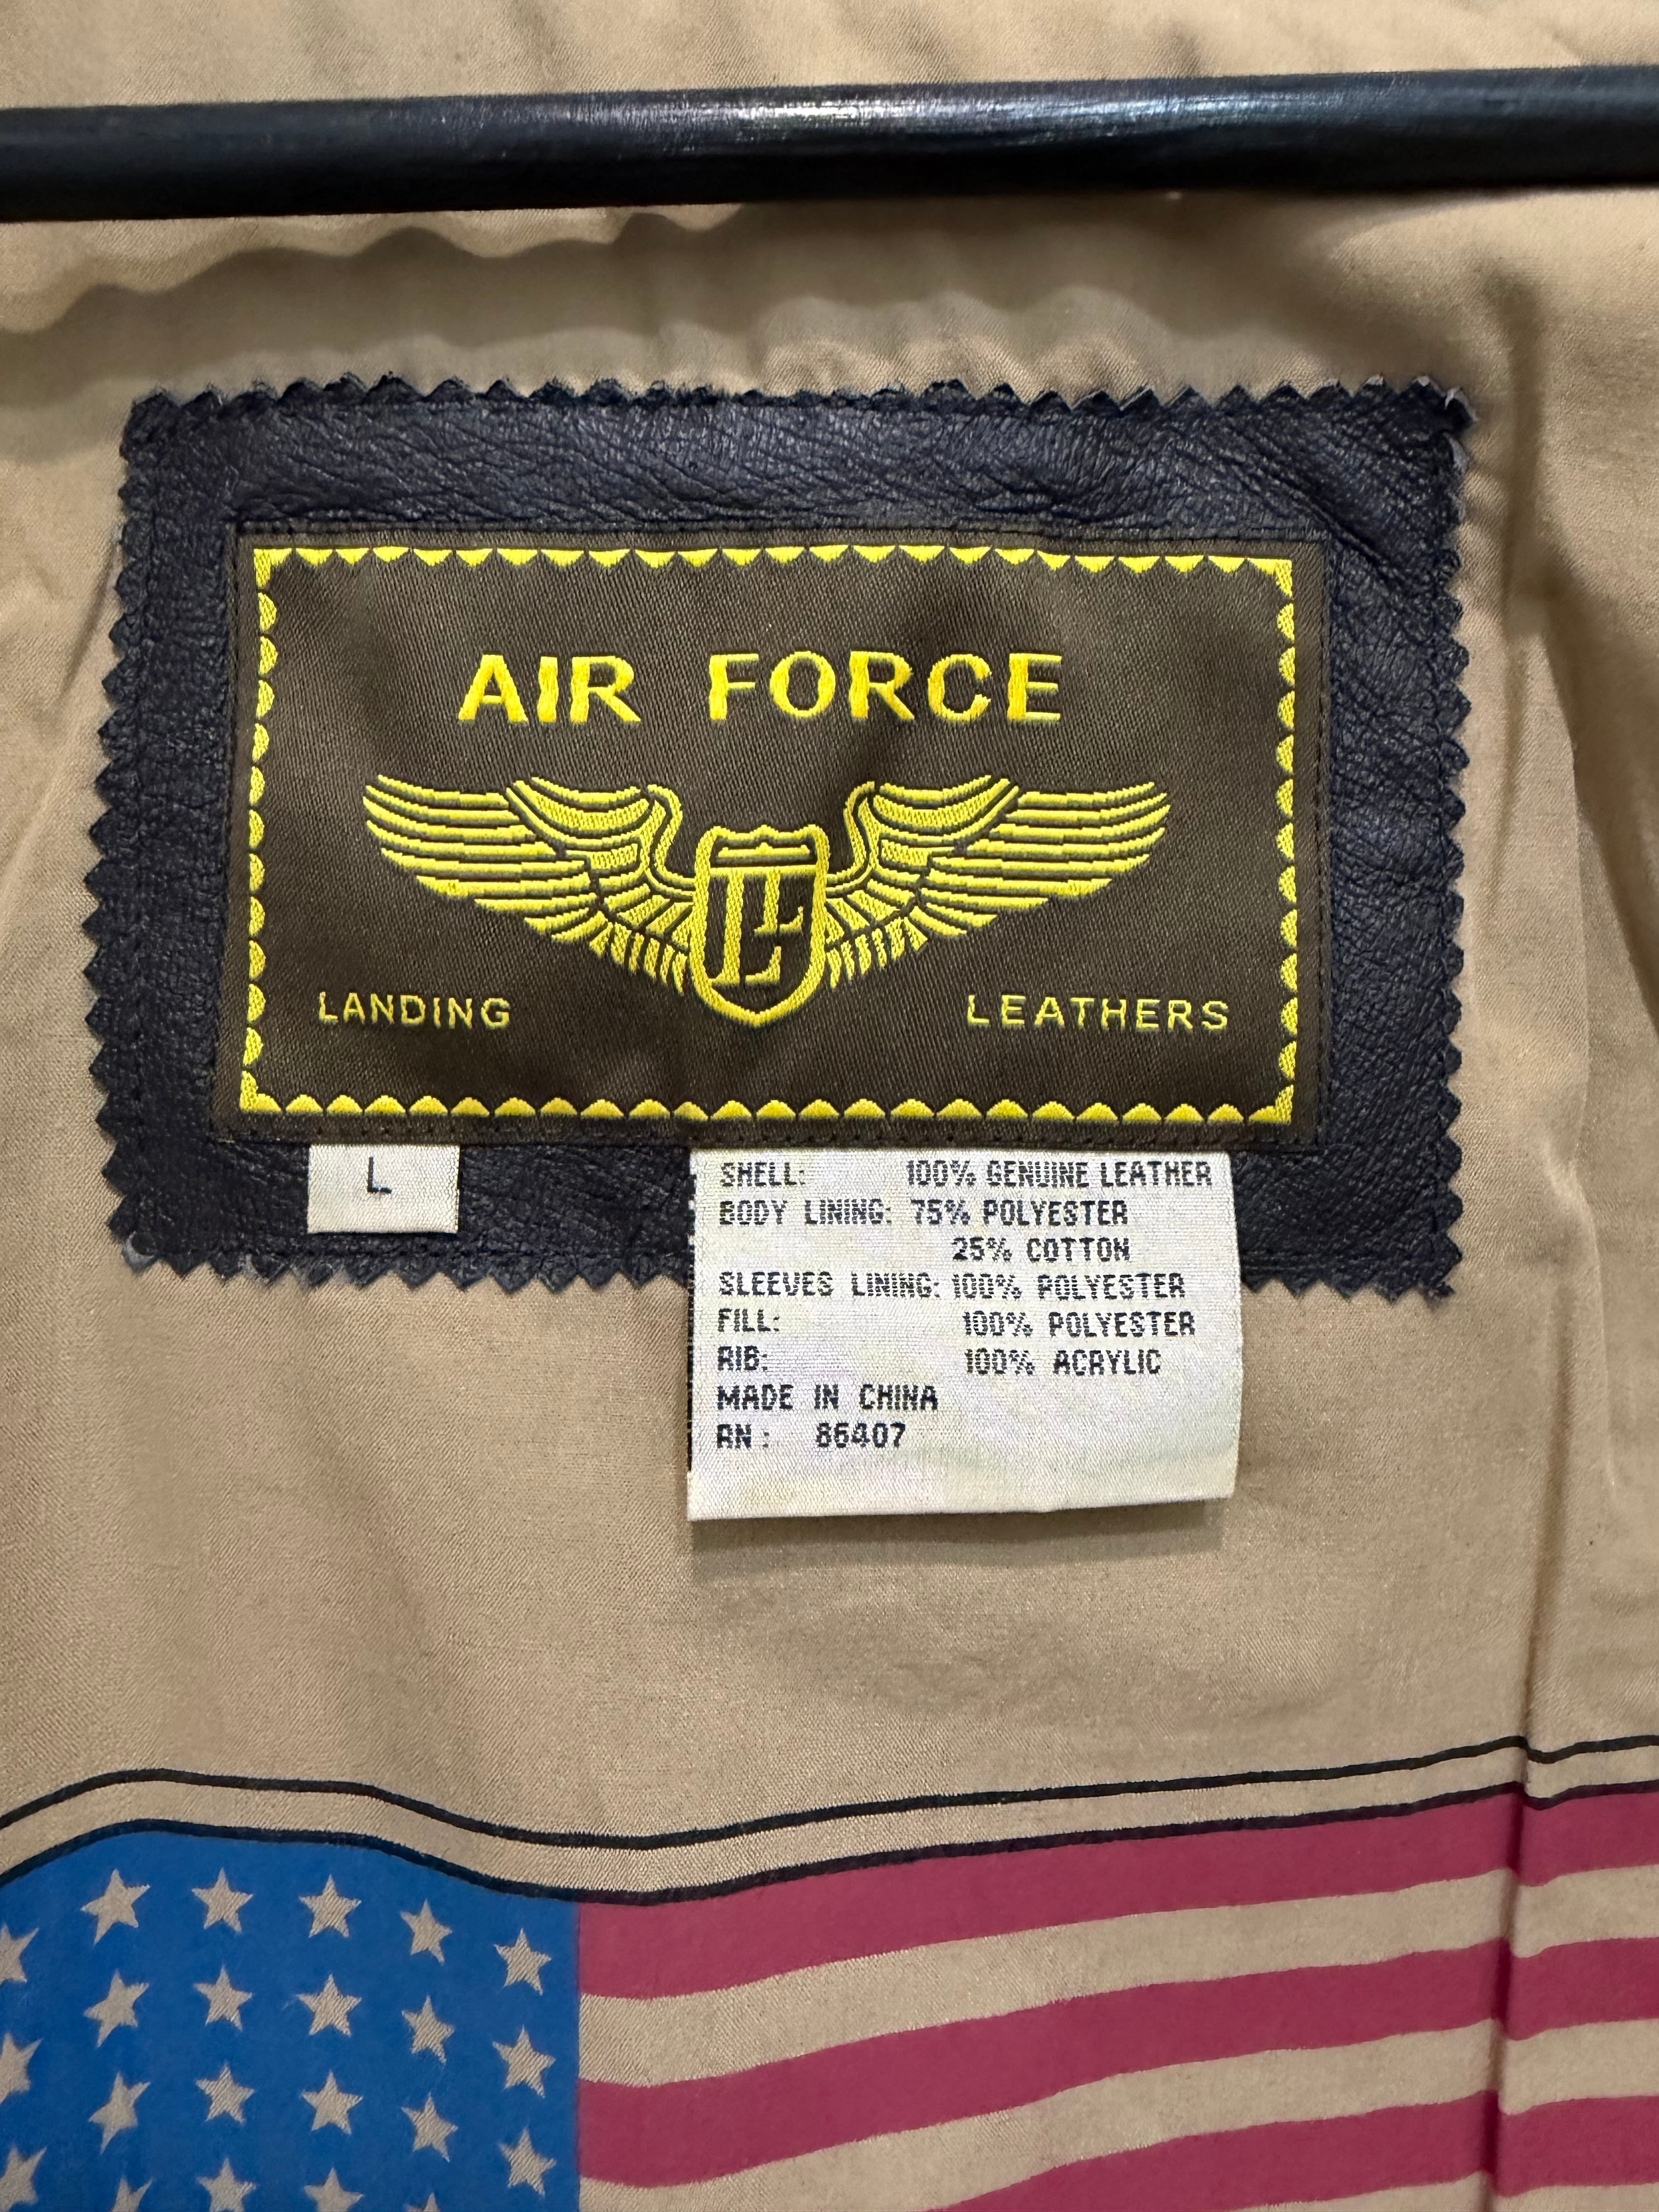 AIR FORCE
LL
LANDING LEATHERS
L
SHELL: 100% GENUINE LEATHER
BODY LINING: 75% POLYESTER
25% COTTON
SLEEVES LINING: 100% POLYESTER
FILL: 100% POLYESTER
RIB: 100% ACRYLIC
MADE IN CHINA
RN: 86407